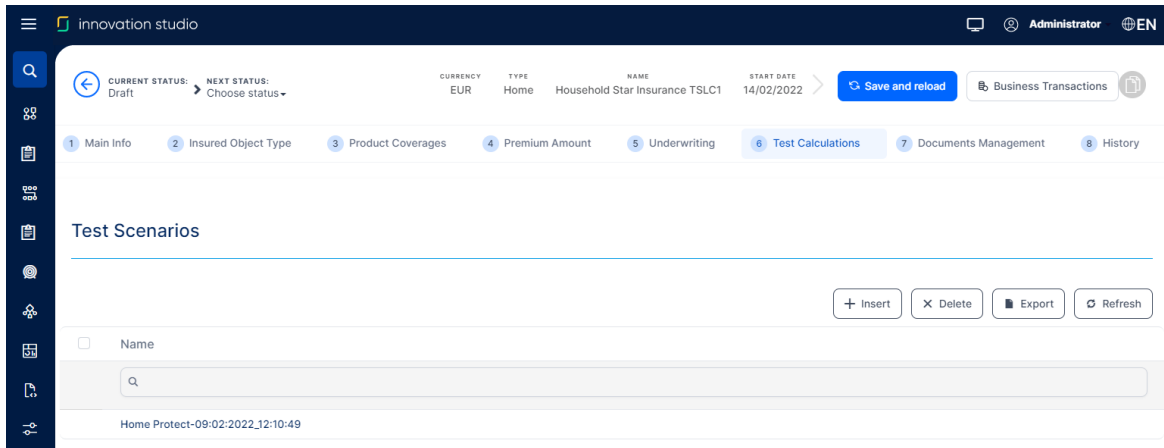 innovation studio
Administrator
EN
CURRENT STATUS: NEXT STATUS:
Draft Choose status
CURRENCY TYPE NAME START DATE
EUR Home Household Star Insurance TSLC1 14/02/2022
Save and reload
Business Transactions
1 Main Info 2 Insured Object Type 3 Product Coverages 4 Premium Amount 5 Underwriting 6 Test Calculations 7 Documents Management 8 History
Test Scenarios
Insert Delete Export Refresh
Name
Home Protect-09:02:2022_12:10:49